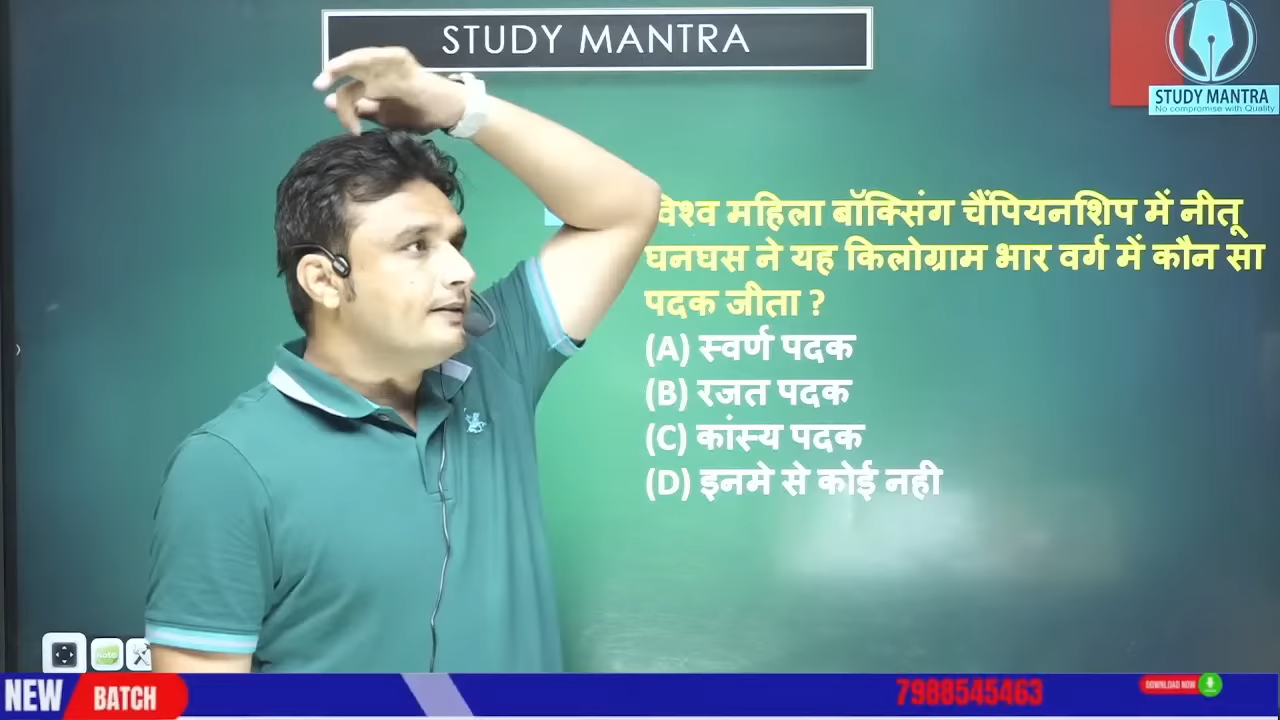 STUDY MANTRA
STUDY MANTRA
No compromise with Quality
विश्व महिला बॉक्सिंग चैंपियनशिप में नीतू
घनघस ने यह किलोग्राम भार वर्ग में कौन सा
पदक जीता ?
(A) स्वर्ण पदक
(B) रजत पदक
(C) कांस्य पदक
(D) इनमे से कोई नही
NEW BATCH
7988545463
DOWNLOAD NOW